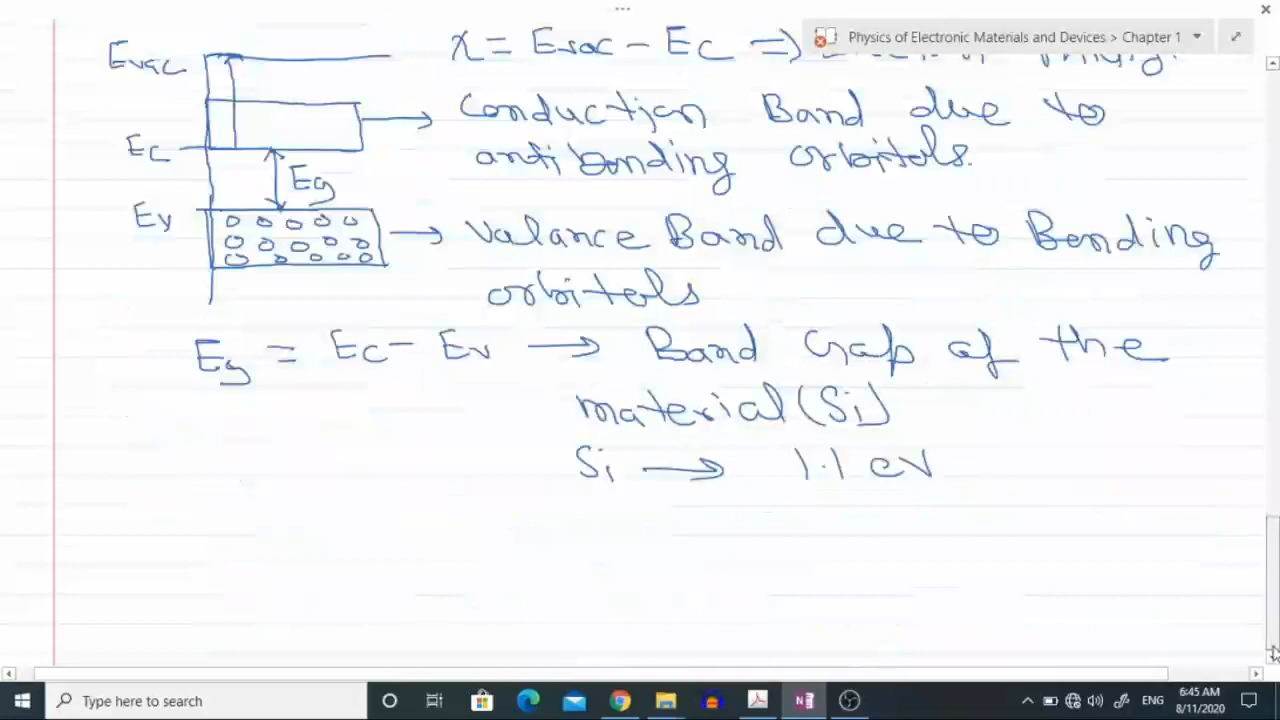 Evac
χ = Evac - Ec ⇒
Physics of Electronic Materials and Devices > Chapter 1
Conduction Band due to
antibonding orbitals.
Ec
Eg
Ev
Valance Band due to Bonding
orbitals
Eg = Ec - Ev → Band Gap of the
material (Si)
Si → 1.1 eV
Type here to search
ENG
6:45 AM
8/11/2020